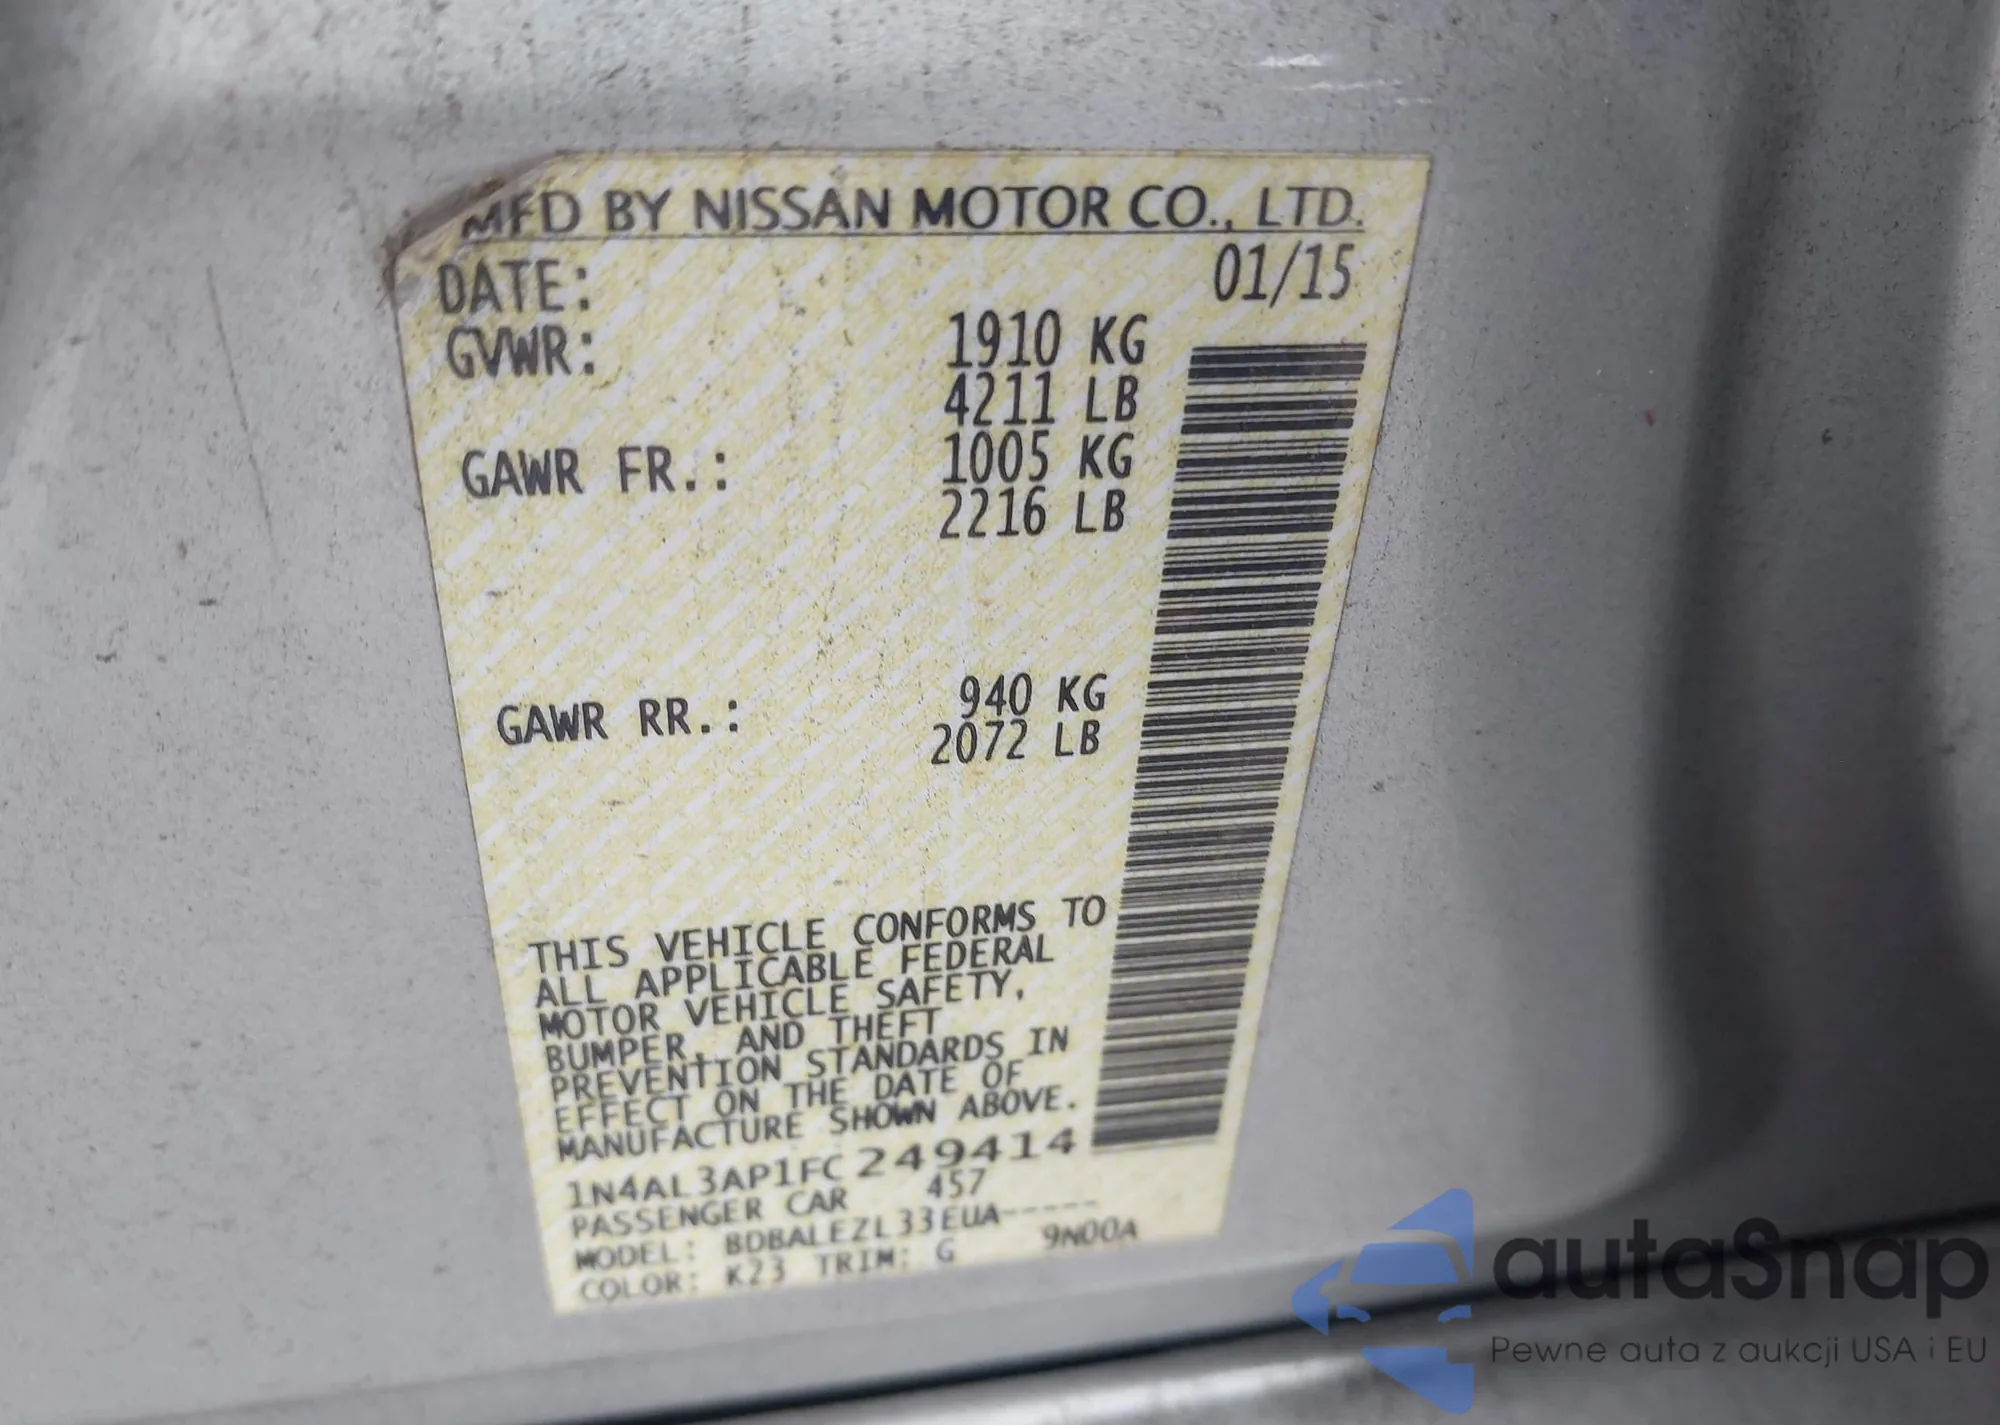 MFD BY NISSAN MOTOR CO., LTD.
DATE: 01/15
GVWR: 1910 KG
4211 LB
GAWR FR.: 1005 KG
2216 LB
GAWR RR.: 940 KG
2072 LB
THIS VEHICLE CONFORMS TO
ALL APPLICABLE FEDERAL
MOTOR VEHICLE SAFETY,
BUMPER, AND THEFT
PREVENTION STANDARDS IN
EFFECT ON THE DATE OF
MANUFACTURE SHOWN ABOVE.
1N4AL3AP1FC249414
PASSENGER CAR 457
MODEL: BDBALEZL33EUA-----
COLOR: K23 TRIM: G 9N00A
autaSnap
Pewne auta z aukcji USA i EU